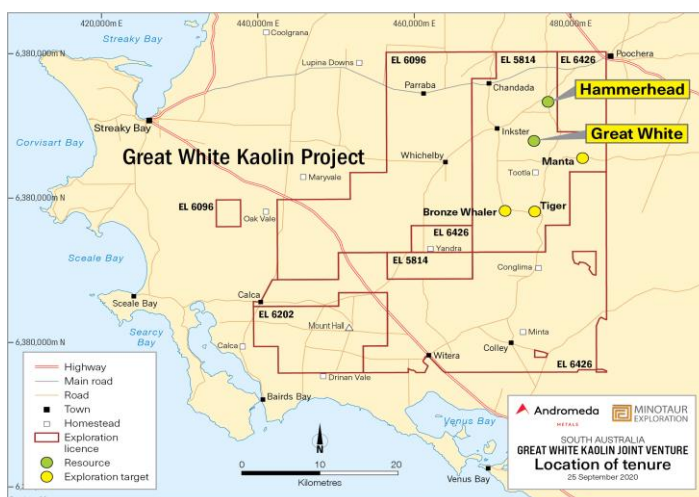 420,000m E
440,000m E
460,000m E
480,000m E
6,380,000m N
Streaky Bay
Coolgrana
Lupina Downs
EL 6096
EL 5814
EL 6426
Poochera
Parraba
Chandada
Hammerhead
Streaky Bay
Corvisart Bay
Inkster
Great White
Great White Kaolin Project
Whichelby
Manta
Maryvale
Tootla
6,380,000m N
EL 6096
Oak Vale
Bronze Whaler
Tiger
EL 6426
Yandra
Sceale Bay
EL 5814
Conglima
Calca
Sceale Bay
EL 6202
Searcy Bay
Mount Hall
Minta
6,380,000m N
Calca
Colley
Witera
EL 6426
Drinan Vale
Bairds Bay
Venus Bay
Venus Bay
Highway
Main road
Road
Town
Homestead
Exploration
licence
Resource
Exploration target
N
0
10
20
Kilometres
Andromeda
METALS
MINOTAUR
EXPLORATION
SOUTH AUSTRALIA
GREAT WHITE KAOLIN JOINT VENTURE
Location of tenure
25 September 2020